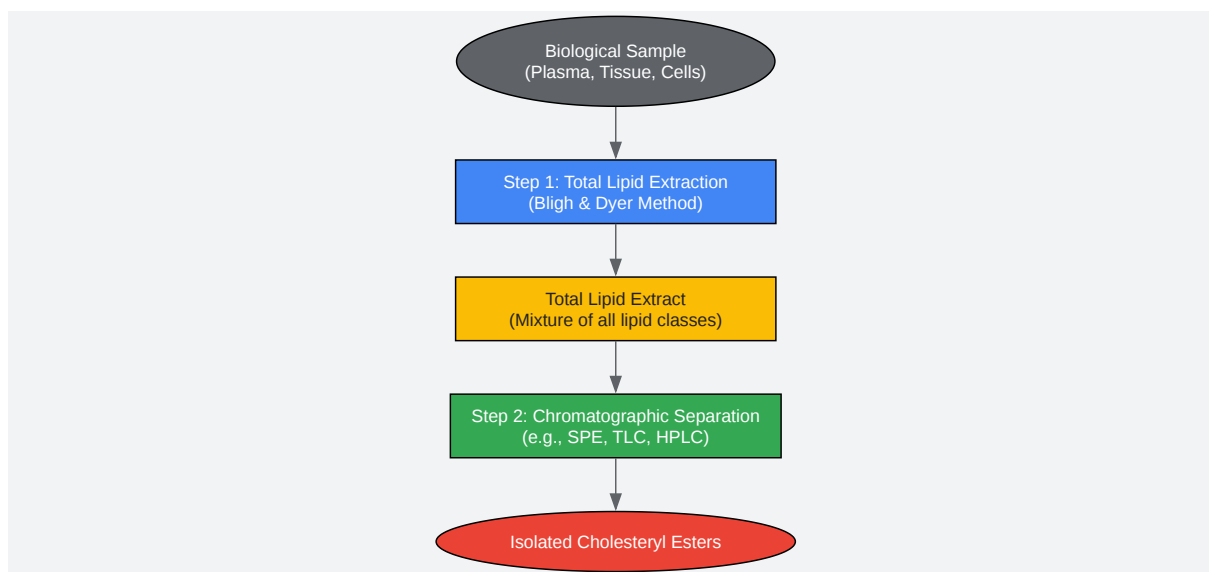 Biological Sample
(Plasma, Tissue, Cells)
Step 1: Total Lipid Extraction
(Bligh & Dyer Method)
Total Lipid Extract
(Mixture of all lipid classes)
Step 2: Chromatographic Separation
(e.g., SPE, TLC, HPLC)
Isolated Cholesteryl Esters